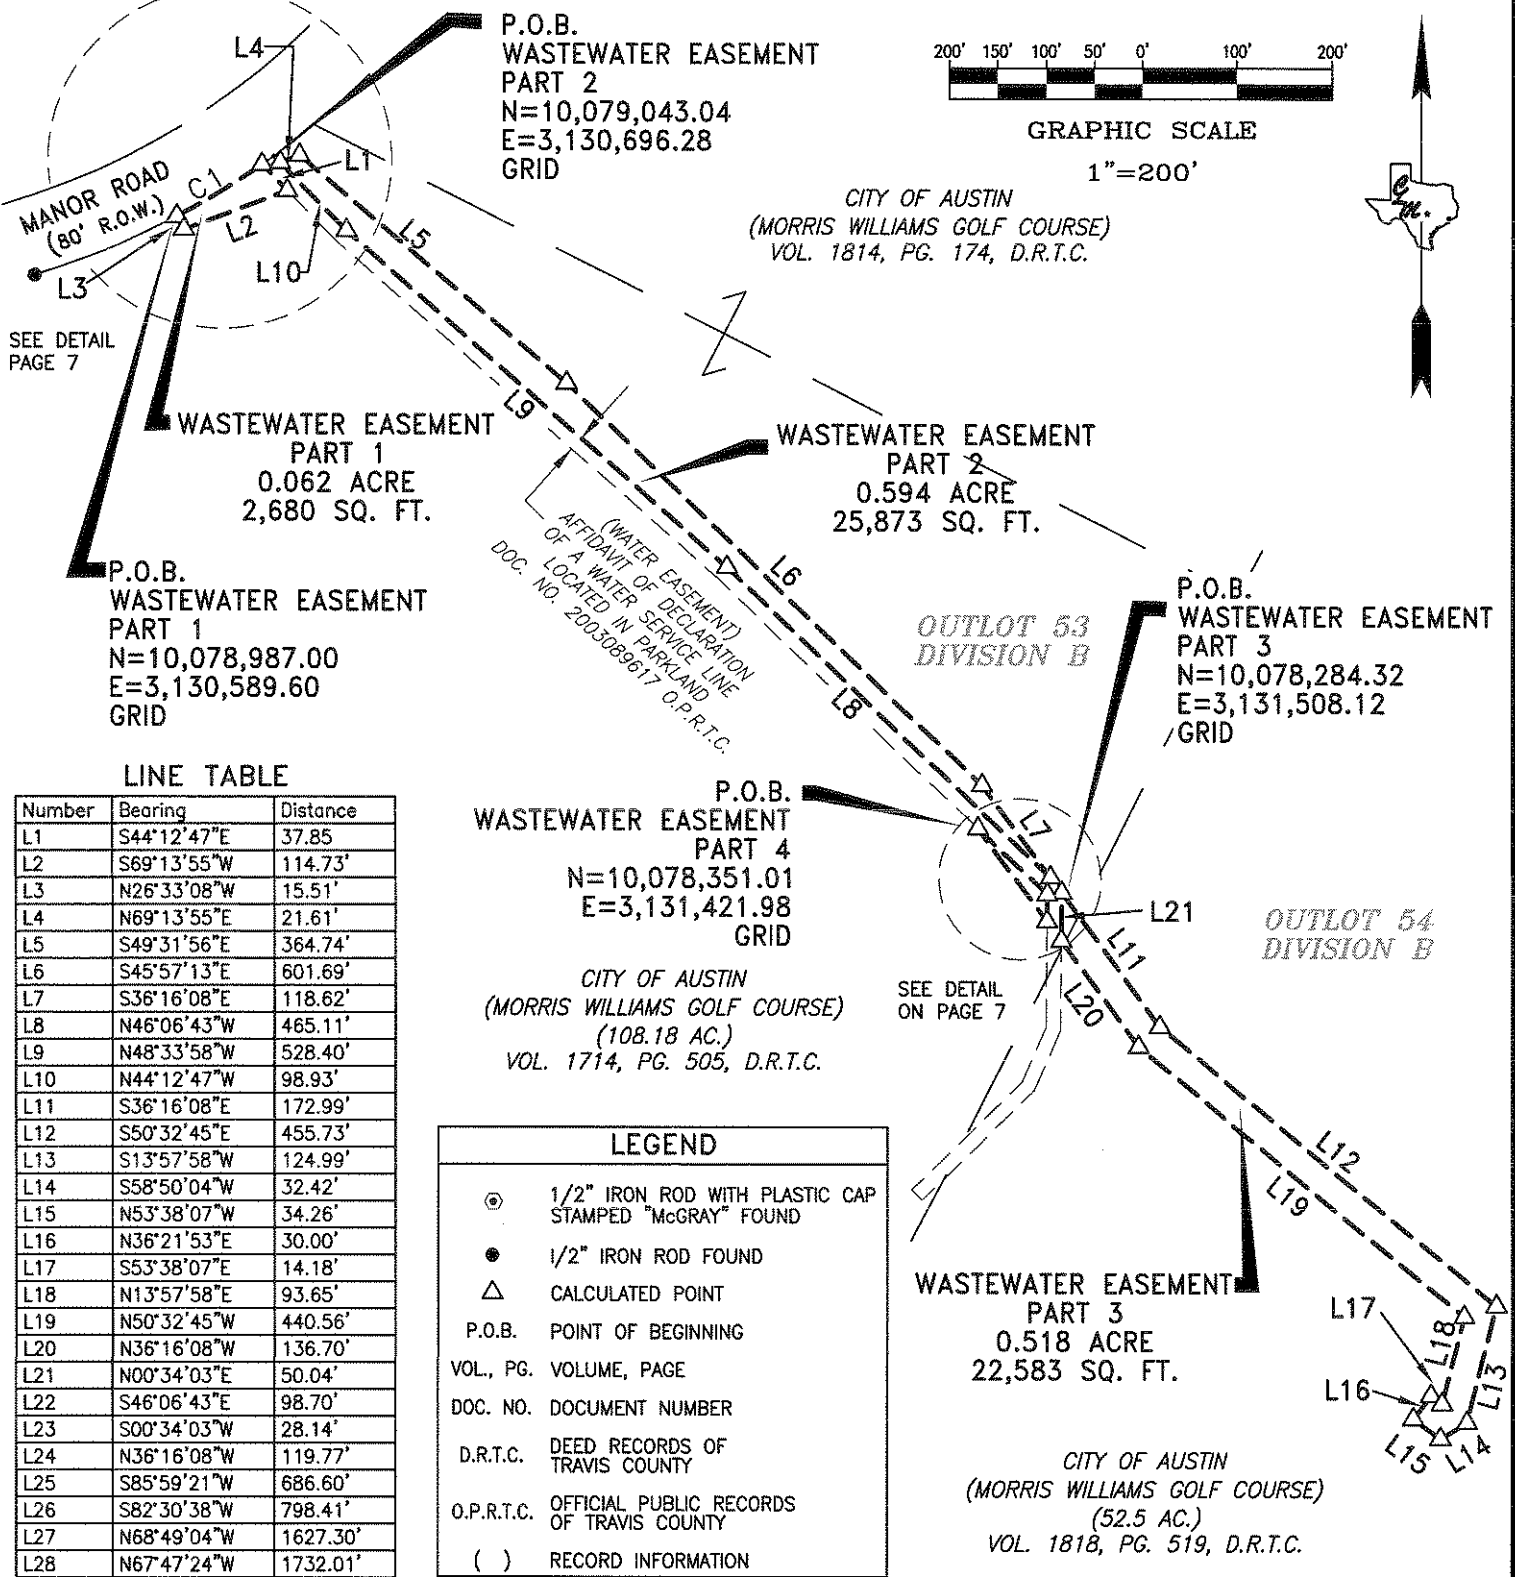 P.O.B.
WASTEWATER EASEMENT
PART 2
N=10,079,043.04
E=3,130,696.28
GRID
200' 150' 100' 50' 0' 100' 200'
GRAPHIC SCALE
1"=200'
CITY OF AUSTIN
(MORRIS WILLIAMS GOLF COURSE)
VOL. 1814, PG. 174, D.R.T.C.
L4
L1
MANOR ROAD
(80' R.O.W.)
C1
L2
L3
L10
L5
SEE DETAIL
PAGE 7
L9
WASTEWATER EASEMENT
PART 1
0.062 ACRE
2,680 SQ. FT.
WASTEWATER EASEMENT
PART 2
0.594 ACRE
25,873 SQ. FT.
(WATER EASEMENT)
AFFIDAVIT OF DECLARATION
OF A WATER SERVICE LINE
LOCATED IN PARKLAND
DOC. NO. 2003089617 O.P.R.T.C.
L6
L8
P.O.B.
WASTEWATER EASEMENT
PART 1
N=10,078,987.00
E=3,130,589.60
GRID
OUTLOT 53
DIVISION B
P.O.B.
WASTEWATER EASEMENT
PART 3
N=10,078,284.32
E=3,131,508.12
GRID
P.O.B.
WASTEWATER EASEMENT
PART 4
N=10,078,351.01
E=3,131,421.98
GRID
L7
L21
L11
L20
OUTLOT 54
DIVISION B
SEE DETAIL
ON PAGE 7
CITY OF AUSTIN
(MORRIS WILLIAMS GOLF COURSE)
(108.18 AC.)
VOL. 1714, PG. 505, D.R.T.C.
L12
L19
WASTEWATER EASEMENT
PART 3
0.518 ACRE
22,583 SQ. FT.
L17
L18
L13
L16
L15
L14
CITY OF AUSTIN
(MORRIS WILLIAMS GOLF COURSE)
(52.5 AC.)
VOL. 1818, PG. 519, D.R.T.C.
LINE TABLE
Number Bearing Distance
L1 S44°12'47"E 37.85
L2 S69°13'55"W 114.73'
L3 N26°33'08"W 15.51'
L4 N69°13'55"E 21.61'
L5 S49°31'56"E 364.74'
L6 S45°57'13"E 601.69'
L7 S36°16'08"E 118.62'
L8 N46°06'43"W 465.11'
L9 N48°33'58"W 528.40'
L10 N44°12'47"W 98.93'
L11 S36°16'08"E 172.99'
L12 S50°32'45"E 455.73'
L13 S13°57'58"W 124.99'
L14 S58°50'04"W 32.42'
L15 N53°38'07"W 34.26'
L16 N36°21'53"E 30.00'
L17 S53°38'07"E 14.18'
L18 N13°57'58"E 93.65'
L19 N50°32'45"W 440.56'
L20 N36°16'08"W 136.70'
L21 N00°34'03"E 50.04'
L22 S46°06'43"E 98.70'
L23 S00°34'03"W 28.14'
L24 N36°16'08"W 119.77'
L25 S85°59'21"W 686.60'
L26 S82°30'38"W 798.41'
L27 N68°49'04"W 1627.30'
L28 N67°47'24"W 1732.01'
LEGEND
1/2" IRON ROD WITH PLASTIC CAP
STAMPED "McGRAY" FOUND
1/2" IRON ROD FOUND
CALCULATED POINT
P.O.B. POINT OF BEGINNING
VOL., PG. VOLUME, PAGE
DOC. NO. DOCUMENT NUMBER
D.R.T.C. DEED RECORDS OF
TRAVIS COUNTY
O.P.R.T.C. OFFICIAL PUBLIC RECORDS
OF TRAVIS COUNTY
( ) RECORD INFORMATION